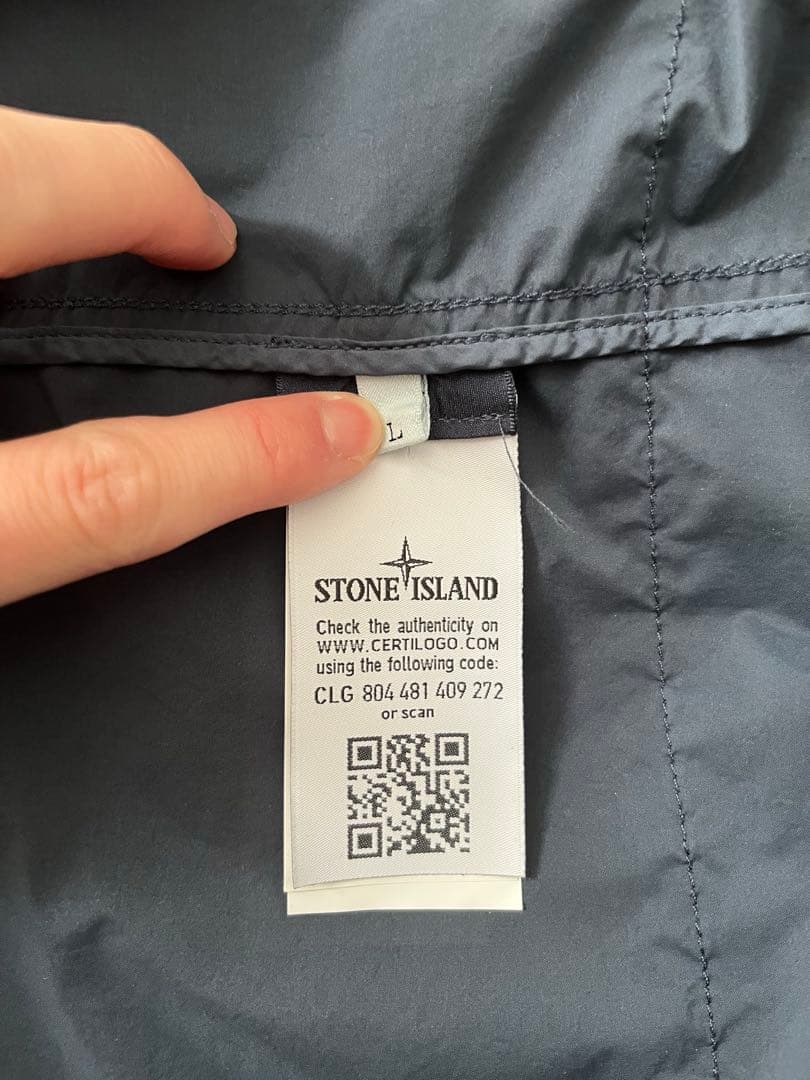 L
STONE ISLAND
Check the authenticity on
WWW.CERTILOGO.COM
using the following code:
CLG 804 481 409 272
or scan